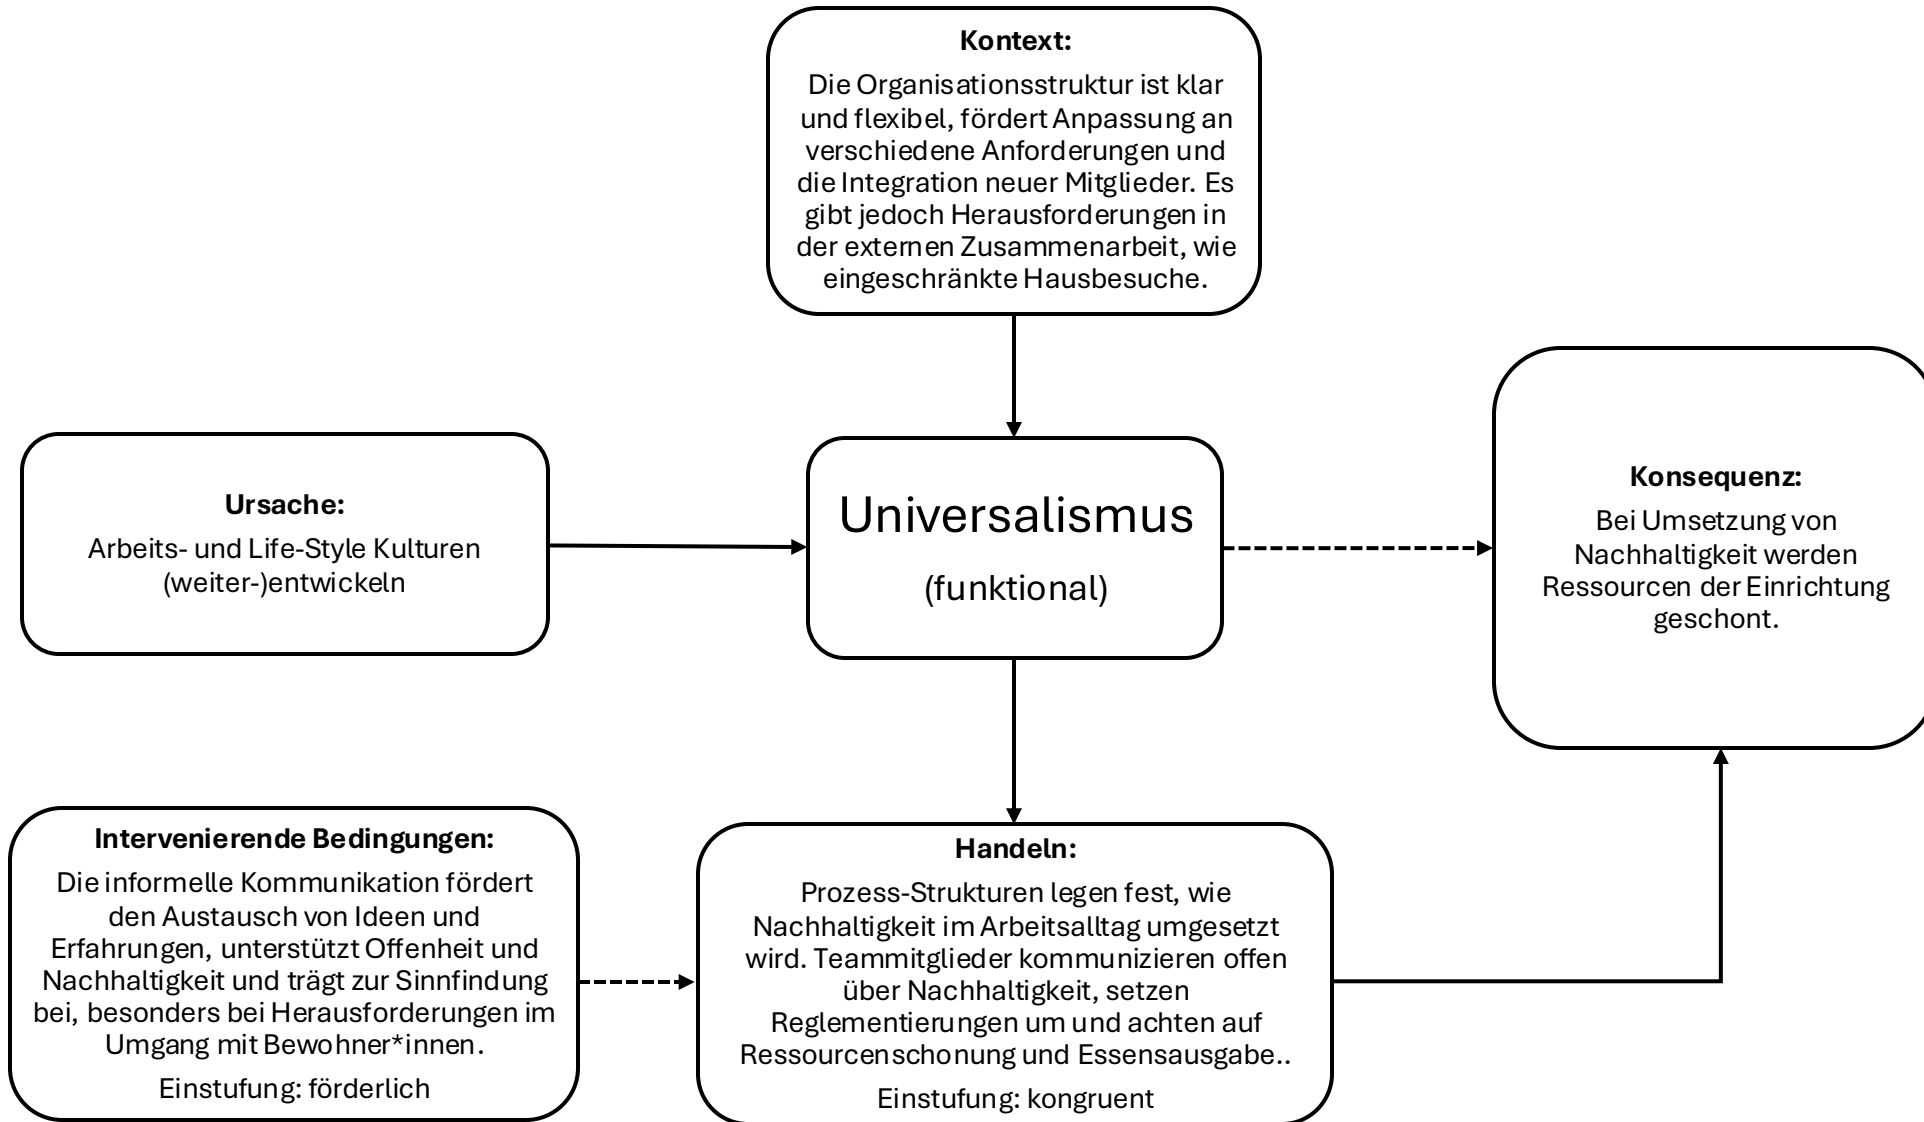 Kontext:
Die Organisationsstruktur ist klar
und flexibel, fördert Anpassung an
verschiedene Anforderungen und
die Integration neuer Mitglieder. Es
gibt jedoch Herausforderungen in
der externen Zusammenarbeit, wie
eingeschränkte Hausbesuche.
Ursache:
Arbeits- und Life-Style Kulturen
(weiter-)entwickeln
Universalismus
(funktional)
Konsequenz:
Bei Umsetzung von
Nachhaltigkeit werden
Ressourcen der Einrichtung
geschont.
Intervenierende Bedingungen:
Die informelle Kommunikation fördert
den Austausch von Ideen und
Erfahrungen, unterstützt Offenheit und
Nachhaltigkeit und trägt zur Sinnfindung
bei, besonders bei Herausforderungen im
Umgang mit Bewohner*innen.
Einstufung: förderlich
Handeln:
Prozess-Strukturen legen fest, wie
Nachhaltigkeit im Arbeitsalltag umgesetzt
wird. Teammitglieder kommunizieren offen
über Nachhaltigkeit, setzen
Reglementierungen um und achten auf
Ressourcenschonung und Essensausgabe..
Einstufung: kongruent